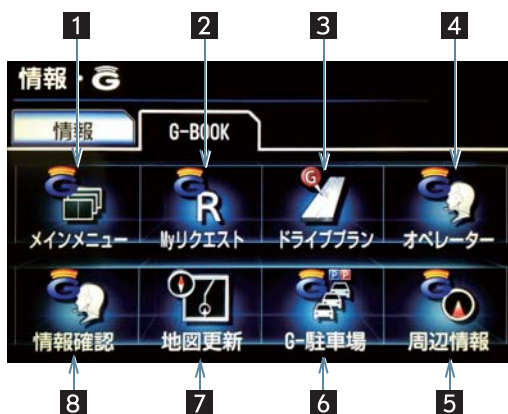 1 2 3 4
情報・G
情報 G-BOOK
メインメニュー Myリクエスト ドライブプラン オペレーター
情報確認 地図更新 G-駐車場 周辺情報
8 7 6 5